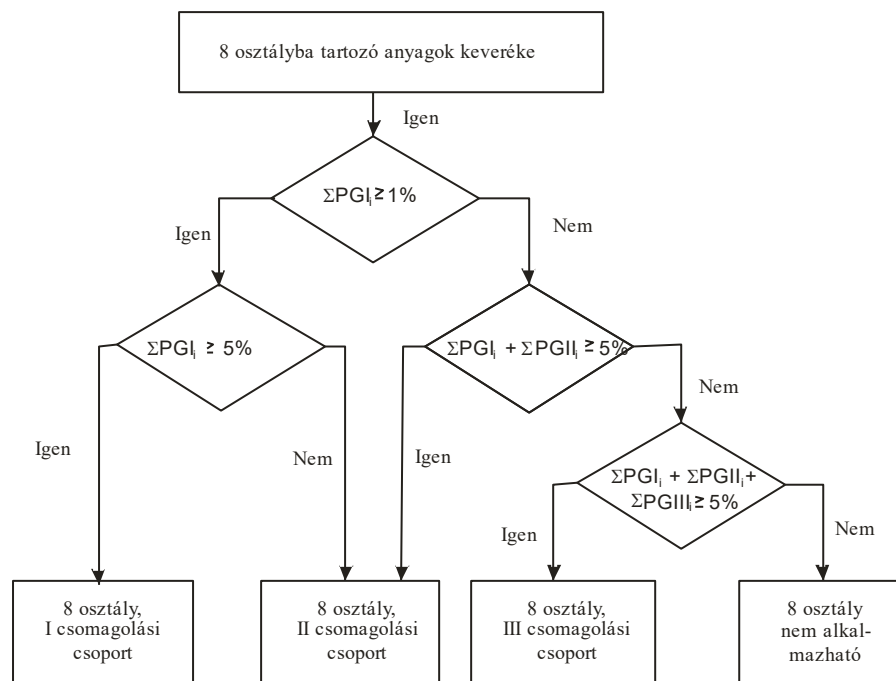 8 osztályba tartozó anyagok keveréke
Igen
ΣPGIᵢ ≥ 1%
Igen
Nem
ΣPGIᵢ ≥ 5%
ΣPGIᵢ + ΣPGIIᵢ ≥ 5%
Nem
Igen
Nem
Igen
ΣPGIᵢ + ΣPGIIᵢ +
ΣPGIIIᵢ ≥ 5%
Igen
Nem
8 osztály,
I csomagolási
csoport
8 osztály,
II csomagolási
csoport
8 osztály,
III csomagolási
csoport
8 osztály
nem alkal-
mazható